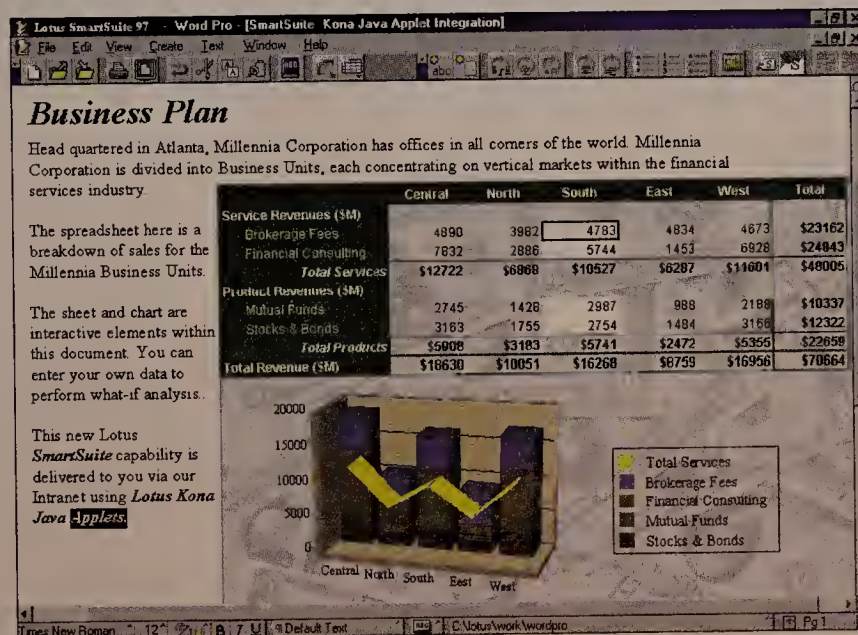 Lotus SmartSuite 97 - Word Pro - [SmartSuite Kona Java Applet Integration]
File Edit View Create Text Window Help
Business Plan
Head quartered in Atlanta, Millennia Corporation has offices in all corners of the world. Millennia
Corporation is divided into Business Units, each concentrating on vertical markets within the financial
services industry.
The spreadsheet here is a
breakdown of sales for the
Millennia Business Units.
The sheet and chart are
interactive elements within
this document. You can
enter your own data to
perform what-if analysis..
This new Lotus
SmartSuite capability is
delivered to you via our
Intranet using Lotus Kona
Java Applets.
Central North South East West Total
Service Revenues ($M)
Brokerage Fees 4890 3982 4783 4834 4673 $23162
Financial Consulting 7832 2886 5744 1453 6928 $24843
Total Services $12722 $6868 $10527 $6287 $11601 $48005
Product Revenues ($M)
Mutual Funds 2745 1428 2987 988 2188 $10337
Stocks & Bonds 3163 1755 2754 1484 3166 $12322
Total Products $5908 $3183 $5741 $2472 $5355 $22659
Total Revenue ($M) $18630 $10051 $16268 $8759 $16956 $70664
20000
15000
10000
5000
0
Central North South East West
Total Services
Brokerage Fees
Financial Consulting
Mutual Funds
Stocks & Bonds
Times New Roman 12 B I U Default Text C:\lotus\work\wordpro Pg 1